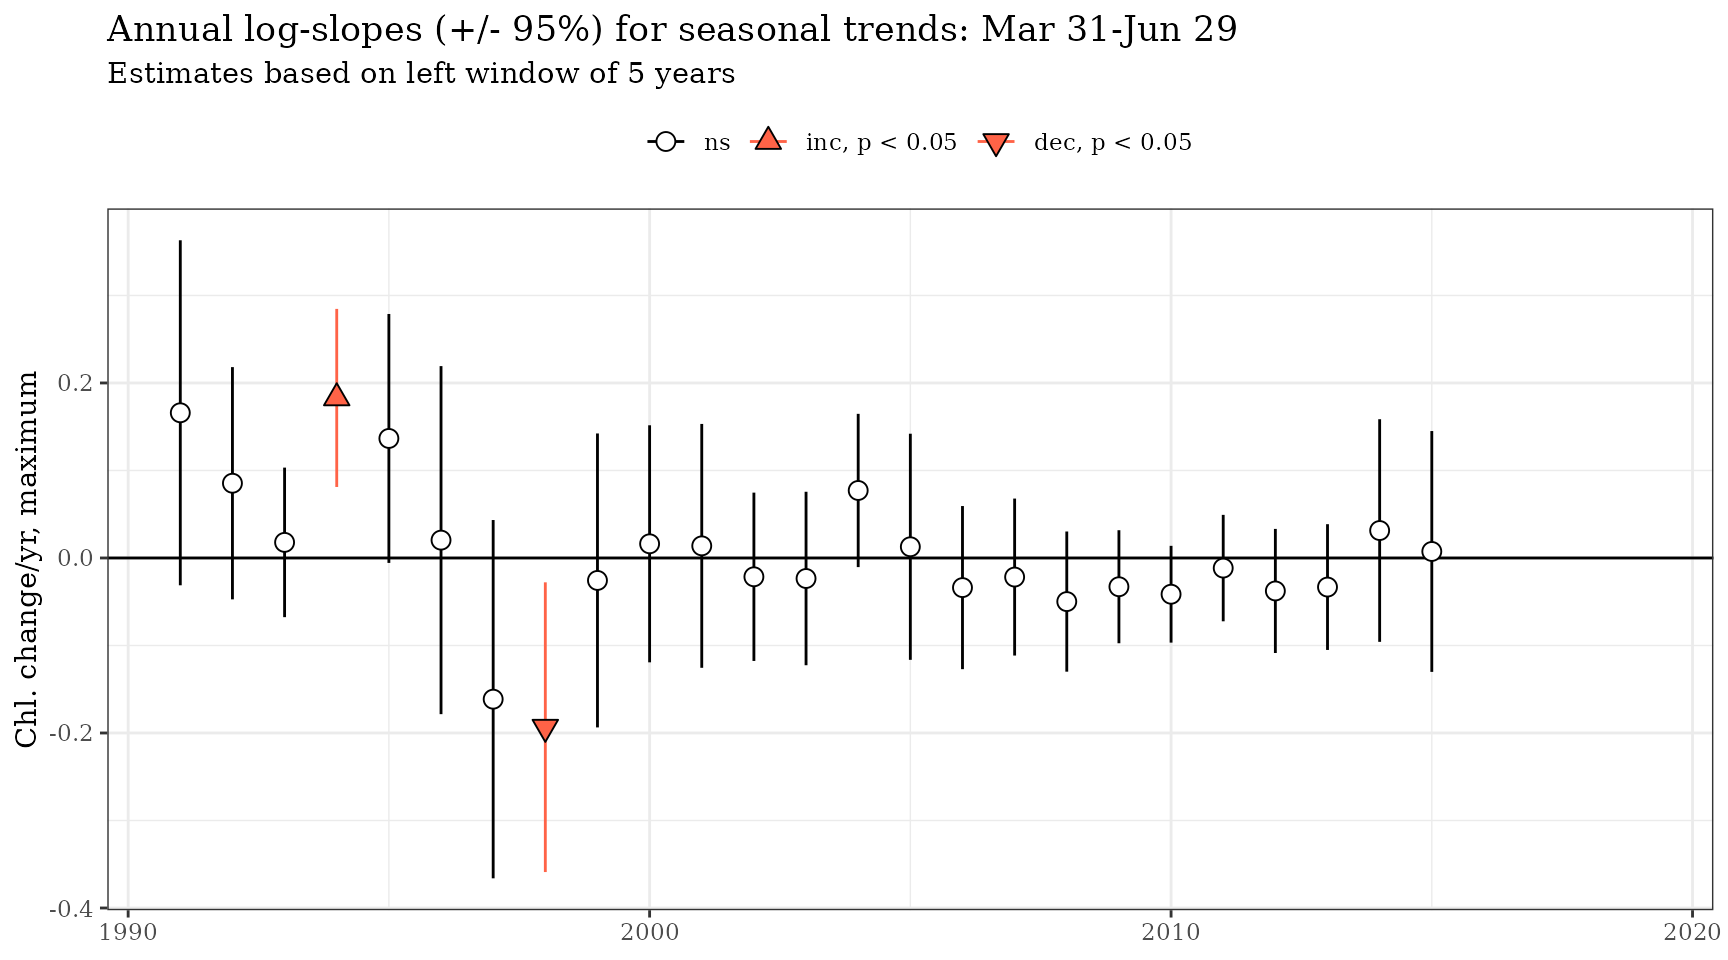 Annual log-slopes (+/- 95%) for seasonal trends: Mar 31-Jun 29
Estimates based on left window of 5 years
ns inc, p < 0.05 dec, p < 0.05
Chl. change/yr, maximum
0.2
0.0
-0.2
-0.4
1990 2000 2010 2020